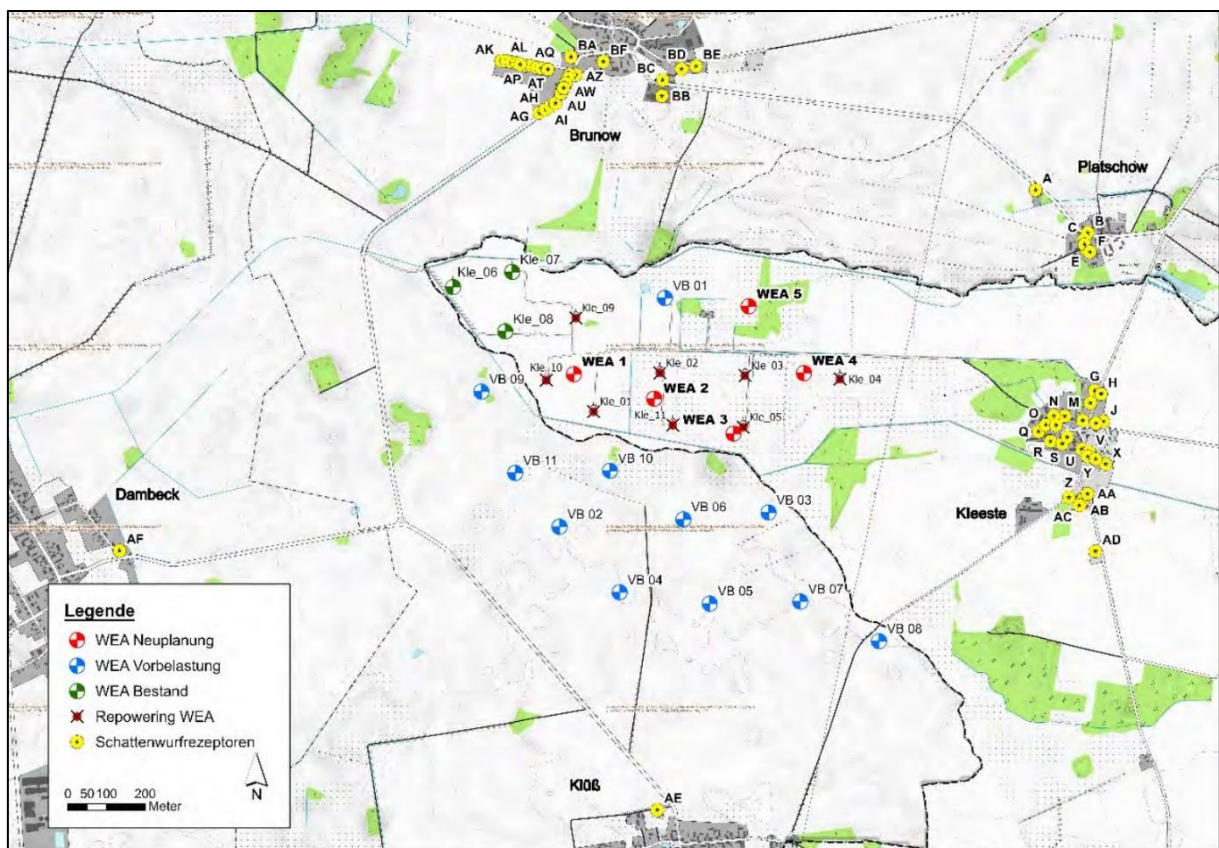 AK AL AQ BA BF BD BE
AP AT AZ BC
AH AW BB
AG AI AU
Brunow
Platschow
A
B
C F
E
Kle_07
Kle_06
VB 01 WEA 5
Kle_09
Kle_08
WEA 1 Kle_02 Kle_03 WEA 4
Kle_10 Kle_04
VB 09 WEA 2
Kle_01
Kle_11 WEA 3 Kle_05
G H
N M J
O
Q V
R S U X
Y
VB 11 VB 10
Dambeck
Z AA
VB 02 VB 06 VB 03 Kleeste
AC AB
AF AD
VB 04 VB 05 VB 07
VB 08
Legende
WEA Neuplanung
WEA Vorbelastung
WEA Bestand
Repowering WEA
Schattenwurfrezeptoren
0 50 100 200
Meter
N
Klüß
AE